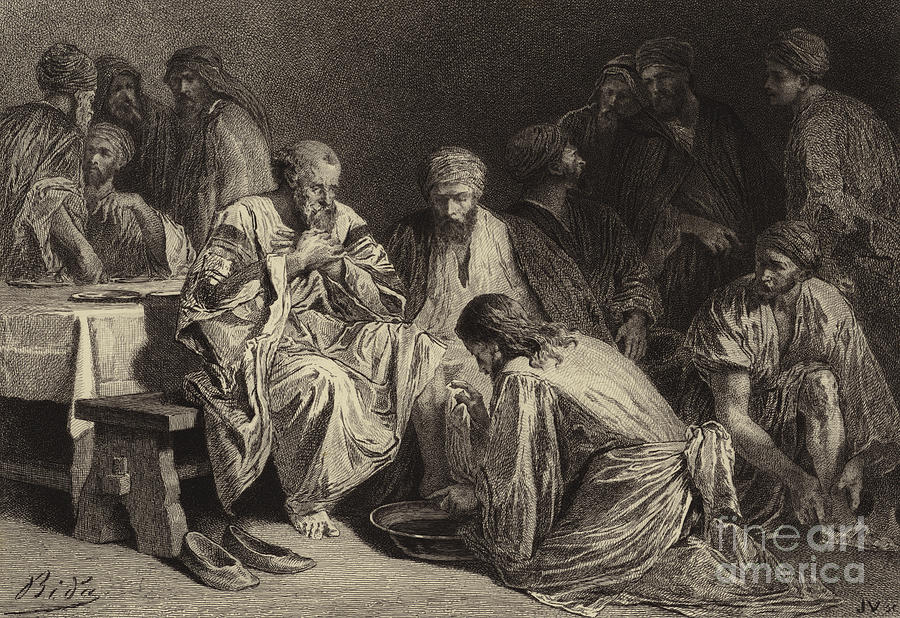 Bida
fine art
america
JV sc